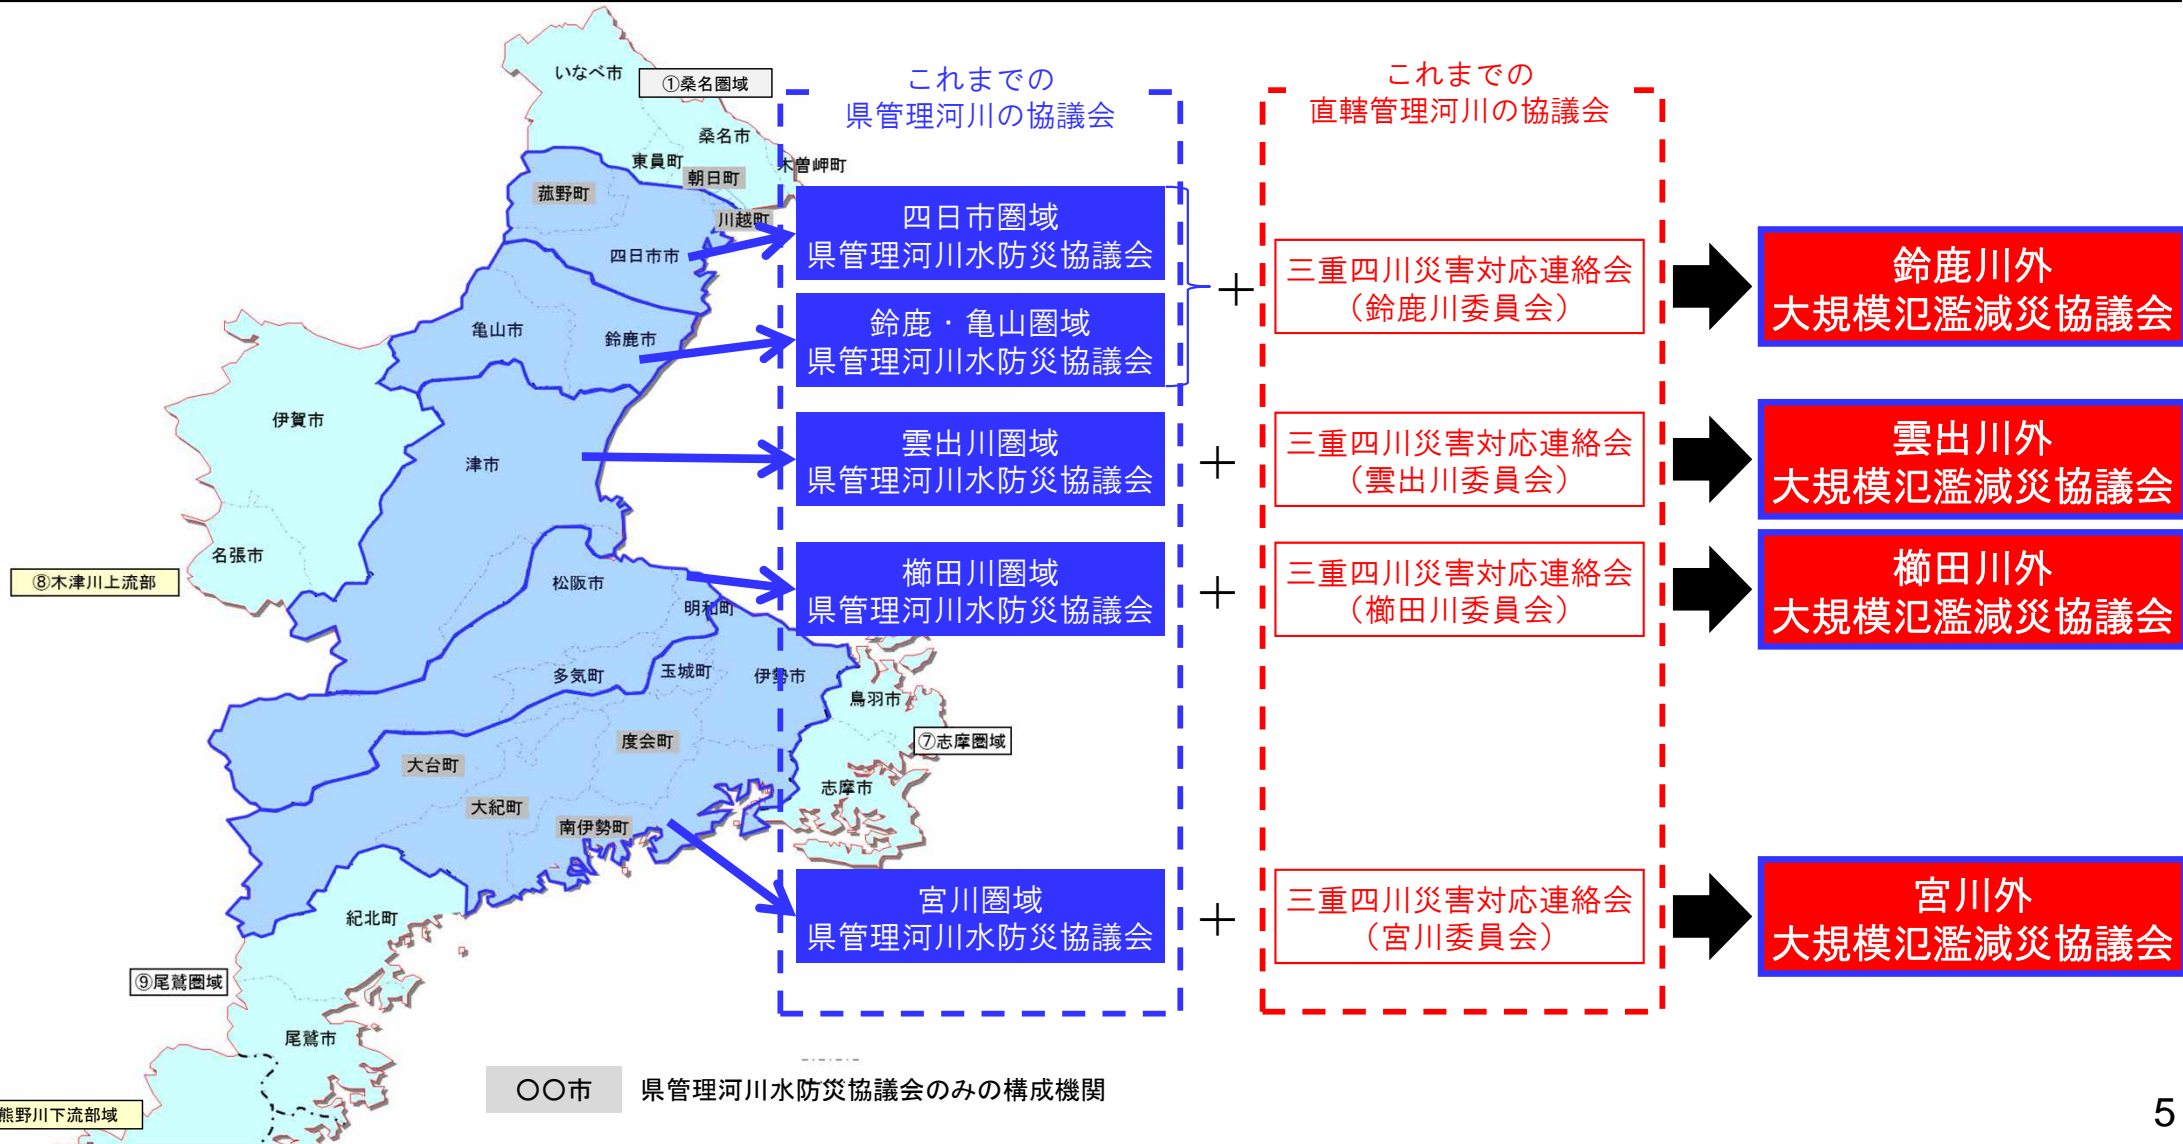 いなべ市
①桑名圏域
桑名市
東員町
木曽岬町
朝日町
菰野町
川越町
四日市市
亀山市
鈴鹿市
伊賀市
津市
名張市
⑧木津川上流部
松阪市
明和町
多気町
玉城町
伊勢市
鳥羽市
⑦志摩圏域
度会町
大台町
志摩市
大紀町
南伊勢町
紀北町
⑨尾鷲圏域
尾鷲市
熊野川下流部域
これまでの
県管理河川の協議会
四日市圏域
県管理河川水防災協議会
鈴鹿・亀山圏域
県管理河川水防災協議会
雲出川圏域
県管理河川水防災協議会
櫛田川圏域
県管理河川水防災協議会
宮川圏域
県管理河川水防災協議会
+
+
+
+
これまでの
直轄管理河川の協議会
三重四川災害対応連絡会
（鈴鹿川委員会）
三重四川災害対応連絡会
（雲出川委員会）
三重四川災害対応連絡会
（櫛田川委員会）
三重四川災害対応連絡会
（宮川委員会）
鈴鹿川外
大規模氾濫減災協議会
雲出川外
大規模氾濫減災協議会
櫛田川外
大規模氾濫減災協議会
宮川外
大規模氾濫減災協議会
〇〇市 県管理河川水防災協議会のみの構成機関
5